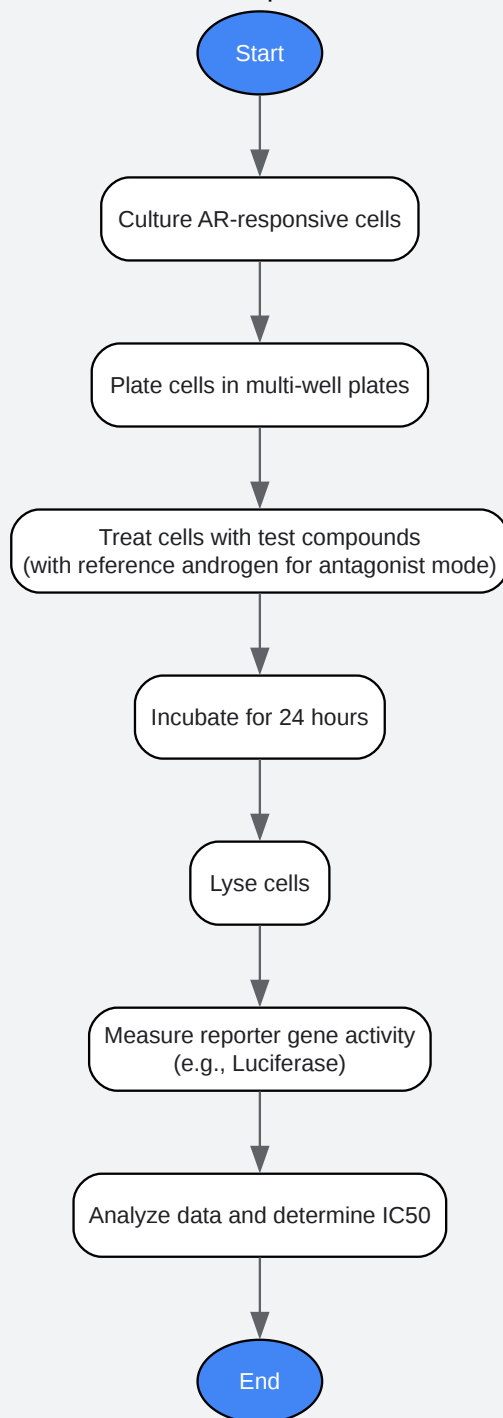 Start
Culture AR-responsive cells
Plate cells in multi-well plates
Treat cells with test compounds
(with reference androgen for antagonist mode)
Incubate for 24 hours
Lyse cells
Measure reporter gene activity
(e.g., Luciferase)
Analyze data and determine IC50
End